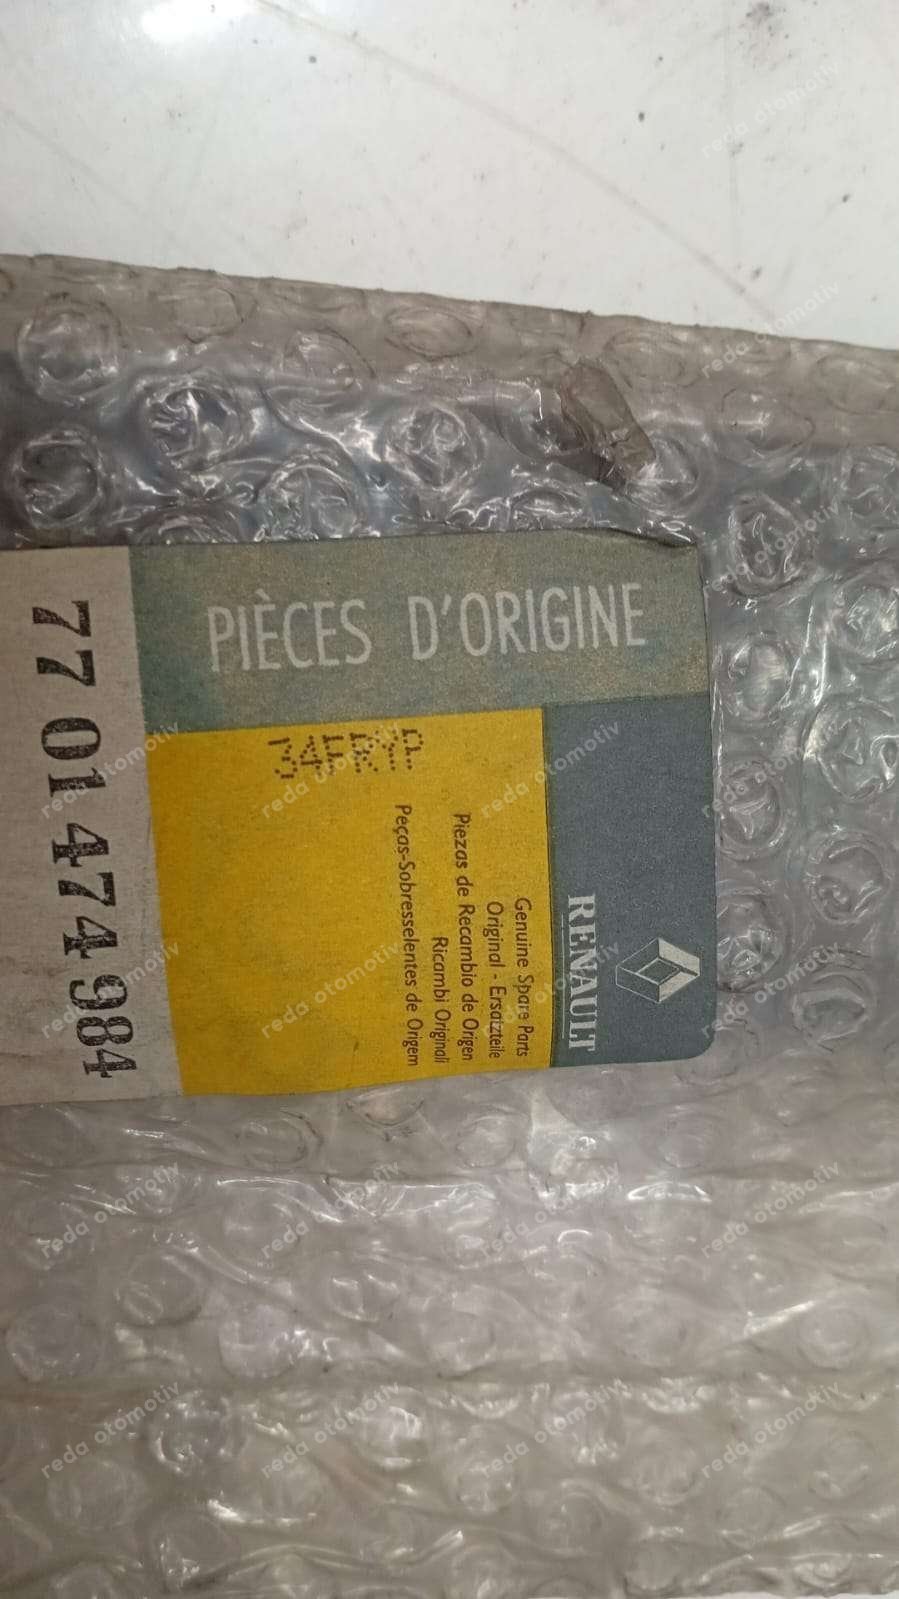 PIÈCES D'ORIGINE
RENAULT
Genuine Spare Parts
Original - Ersatzteile
Piezas de Recambio de Origen
Ricambi Originali
Peças-Sobresselentes de Origem
77 01 474 984
reda otomotiv